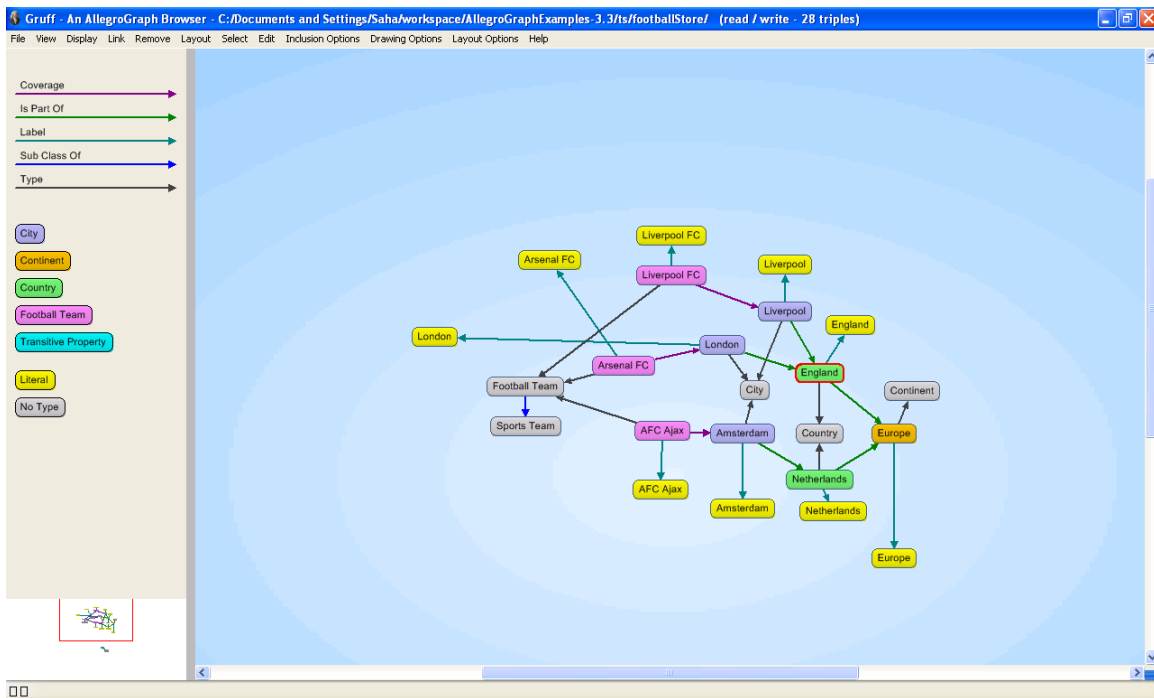 Gruff - An AllegroGraph Browser - C:/Documents and Settings/Saha/workspace/AllegroGraphExamples-3.3/ts/footballStore/ (read / write - 28 triples)
File View Display Link Remove Layout Select Edit Inclusion Options Drawing Options Layout Options Help
Coverage
Is Part Of
Label
Sub Class Of
Type
City
Continent
Country
Football Team
Transitive Property
Literal
No Type
Liverpool FC
Arsenal FC
Liverpool
Liverpool FC
Liverpool
England
London
London
Arsenal FC
England
Football Team
City
Continent
Sports Team
AFC Ajax
Amsterdam
Country
Europe
Netherlands
AFC Ajax
Amsterdam
Netherlands
Europe